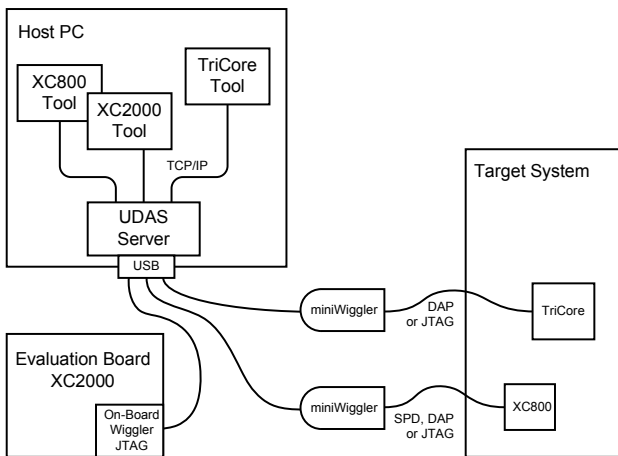 Host PC
XC800
Tool
XC2000
Tool
TriCore
Tool
TCP/IP
UDAS
Server
USB
Target System
miniWiggler
DAP
or JTAG
TriCore
Evaluation Board
XC2000
On-Board
Wiggler
JTAG
miniWiggler
SPD, DAP
or JTAG
XC800